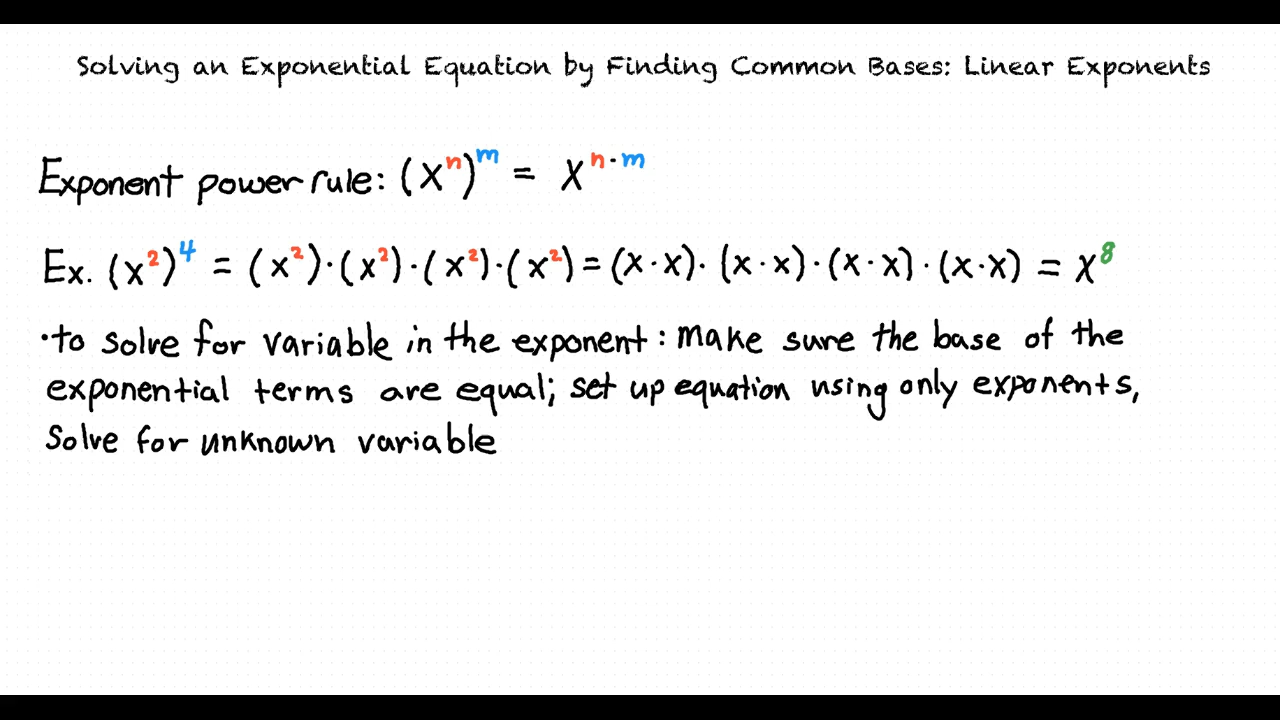 Solving an Exponential Equation by Finding Common Bases: Linear Exponents
Exponent power rule: (x^n)^m = x^(n·m)
Ex. (x^2)^4 = (x^2)·(x^2)·(x^2)·(x^2) = (x·x)·(x·x)·(x·x)·(x·x) = x^8
·to solve for variable in the exponent: make sure the base of the
exponential terms are equal; set up equation using only exponents,
solve for unknown variable